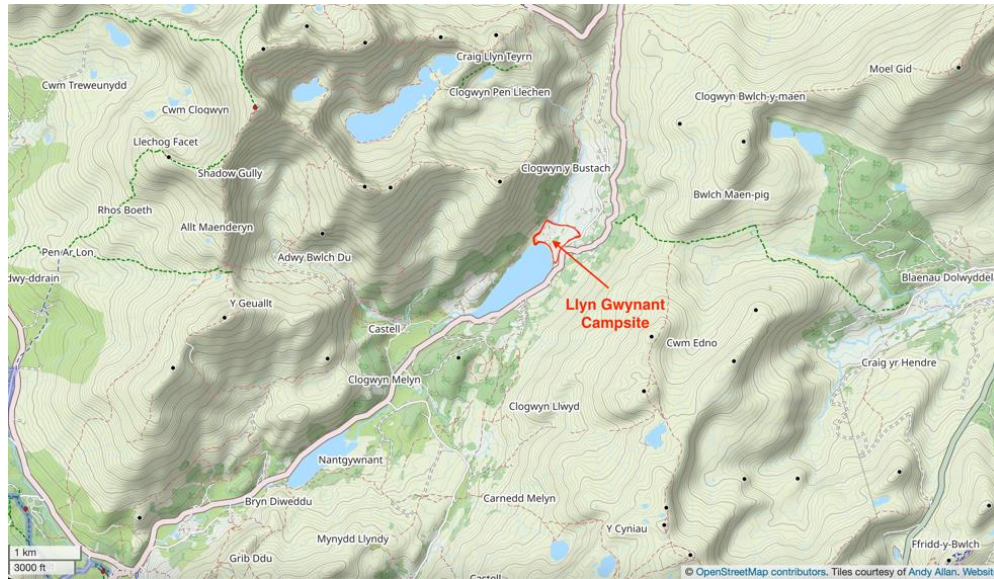 Craig Llyn Teyrn
Moel Gid
Cwm Treweunydd
Clogwyn Pen Llechen
Clogwyn Bwlch-y-maen
Cwm Clogwyn
Llechog Facet
Shadow Gully
Clogwyn y Bustach
Bwlch Maen-pig
Rhos Boeth
Allt Maenderyn
Pen Ar Lon
Adwy Bwlch Du
dwy-ddrain
Blaenau Dolwyddel
Y Geuallt
Llyn Gwynant
Campsite
Castell
Cwm Edno
Craig yr Hendre
Clogwyn Melyn
Clogwyn Llwyd
Nantgwynant
Bryn Diweddu
Carnedd Melyn
Y Cyniau
Mynydd Llyndy
Ffridd-y-Bwlch
Grib Ddu
1 km
3000 ft
Castell
© OpenStreetMap contributors. Tiles courtesy of Andy Allan. Websit